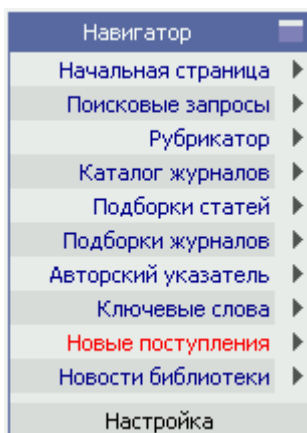 Навигатор
Начальная страница
Поисковые запросы
Рубрикатор
Каталог журналов
Подборки статей
Подборки журналов
Авторский указатель
Ключевые слова
Новые поступления
Новости библиотеки
Настройка